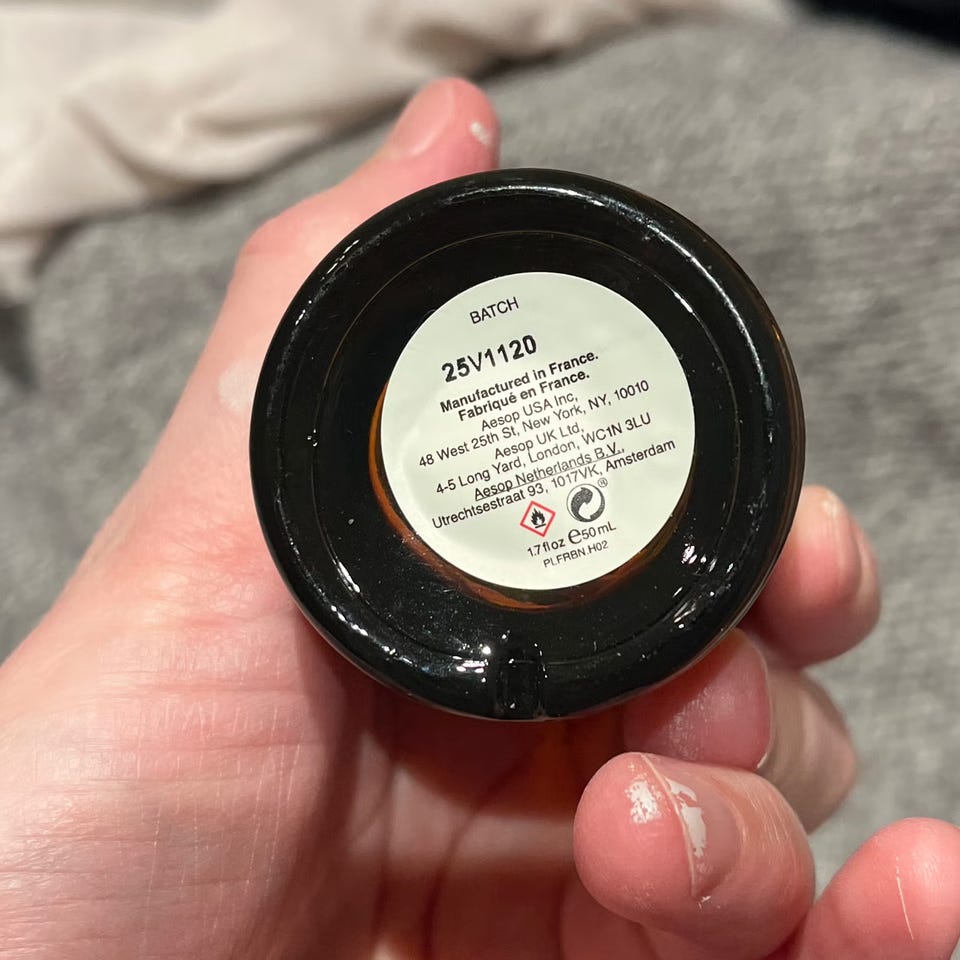 BATCH
25V1120
Manufactured in France.
Fabriqué en France.
Aesop USA Inc,
48 West 25th St, New York, NY, 10010
Aesop UK Ltd,
4-5 Long Yard, London, WC1N 3LU
Aesop Netherlands B.V.,
Utrechtsestraat 93, 1017VK, Amsterdam
®
1.7 fl oz e 50 mL
PLFRBN.H02